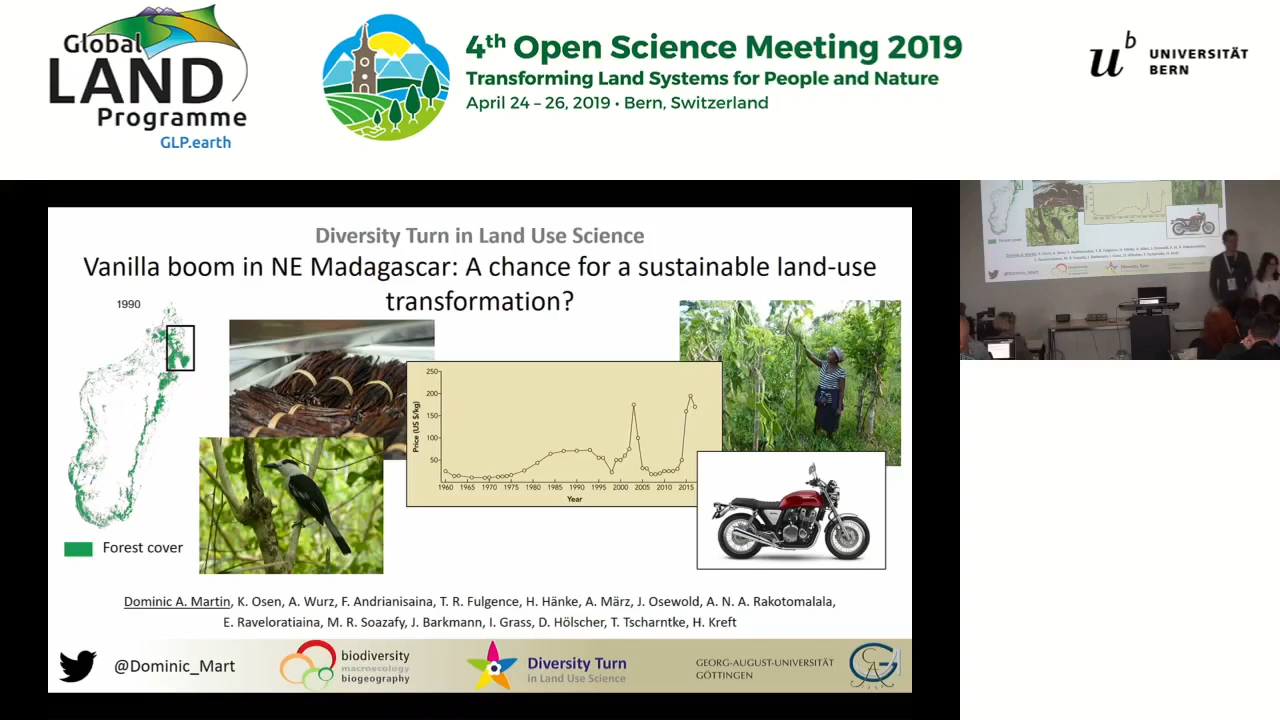 Global
LAND
Programme
GLP.earth
4th Open Science Meeting 2019
Transforming Land Systems for People and Nature
April 24 – 26, 2019 • Bern, Switzerland
u b
UNIVERSITÄT
BERN
Diversity Turn in Land Use Science
Vanilla boom in NE Madagascar: A chance for a sustainable land-use
transformation?
1990
Forest cover
Price (US $/kg)
250
200
150
100
50
1960 1965 1970 1975 1980 1985 1990 1995 2000 2005 2010 2015
Year
Dominic A. Martin, K. Osen, A. Wurz, F. Andrianisaina, T. R. Fulgence, H. Hänke, A. März, J. Osewold, A. N. A. Rakotomalala,
E. Raveloratiaina, M. R. Soazafy, J. Barkmann, I. Grass, D. Hölscher, T. Tscharntke, H. Kreft
@Dominic_Mart
biodiversity
macroecology
biogeography
Diversity Turn
in Land Use Science
GEORG-AUGUST-UNIVERSITÄT
GÖTTINGEN
@Dominic_Mart
Diversity Turn